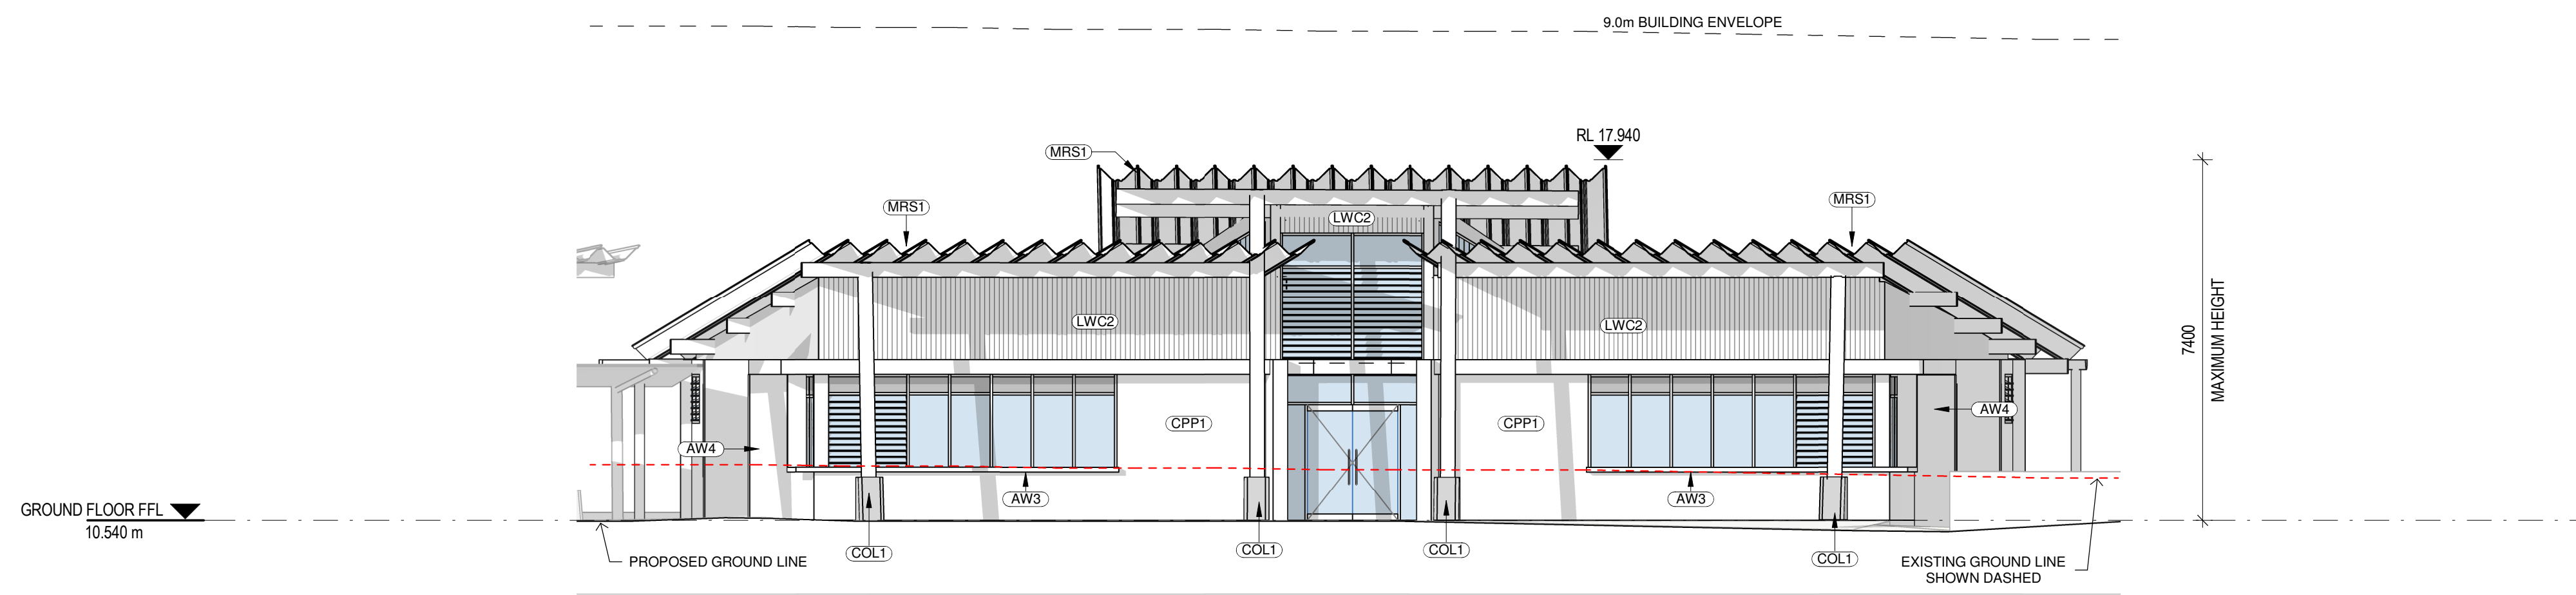 9.0m BUILDING ENVELOPE
RL 17.940
MRS1
MRS1
MRS1
LWC2
LWC2
LWC2
7400
MAXIMUM HEIGHT
CPP1
CPP1
AW4
AW4
AW3
AW3
GROUND FLOOR FFL
10.540 m
COL1
COL1
COL1
COL1
PROPOSED GROUND LINE
EXISTING GROUND LINE
SHOWN DASHED